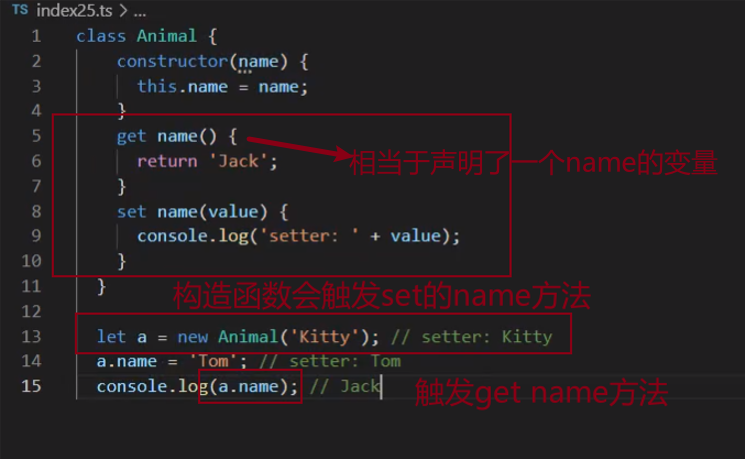 TS index25.ts > ...
1 class Animal {
2 constructor(name) {
3 this.name = name;
4 }
5 get name() {
6 return 'Jack';
相当于声明了一个name的变量
7 }
8 set name(value) {
9 console.log('setter: ' + value);
10 }
11 }
构造函数会触发set的name方法
12
13 let a = new Animal('Kitty'); // setter: Kitty
14 a.name = 'Tom'; // setter: Tom
15 console.log(a.name); // Jack
触发get name方法